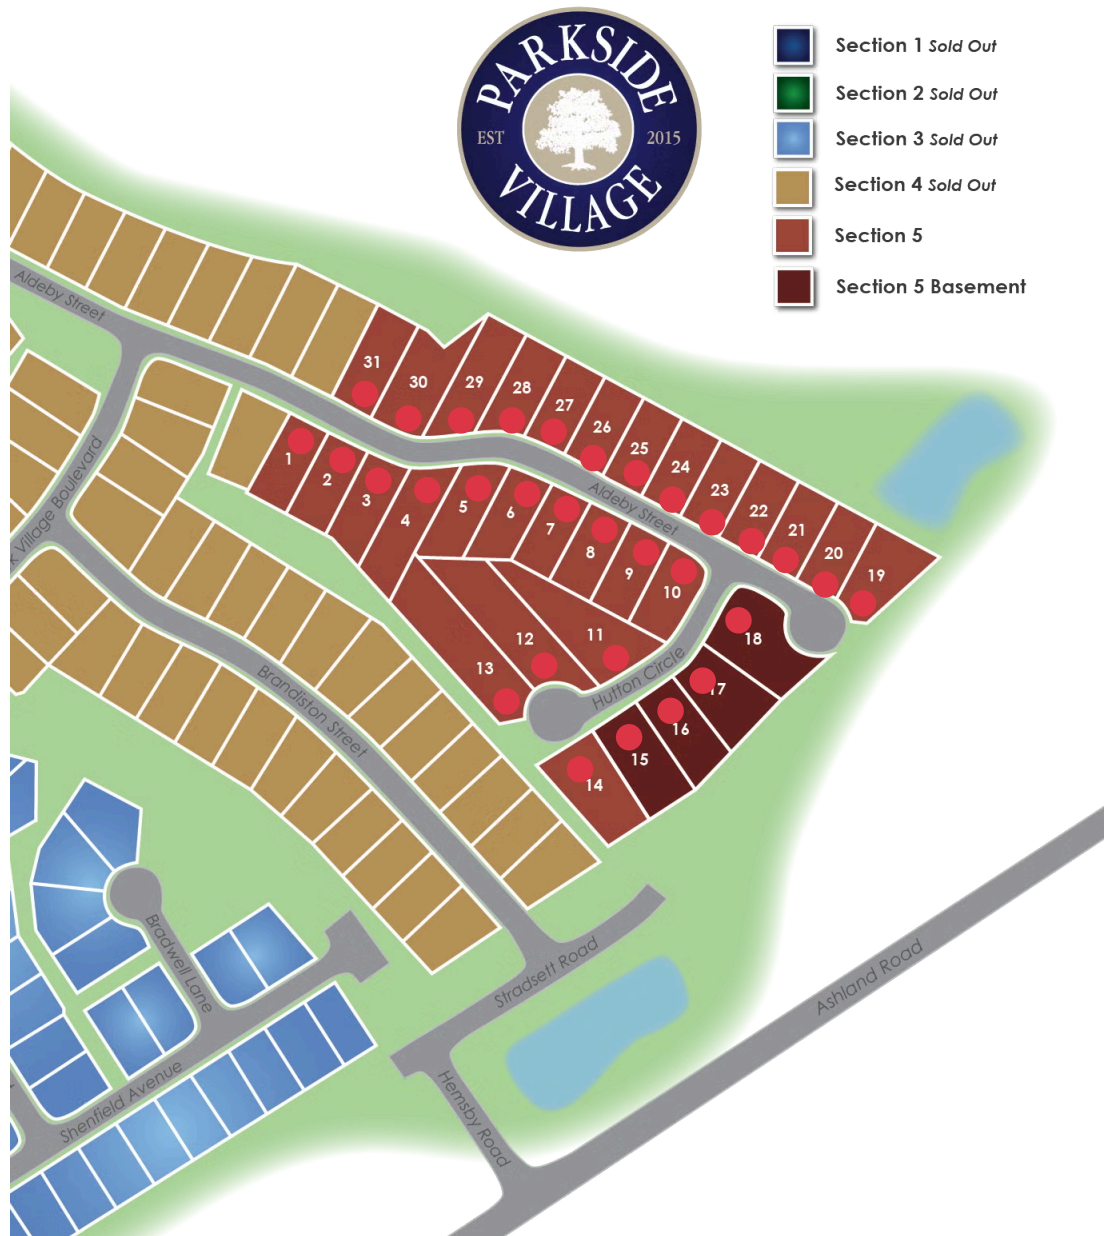 PARKSIDE
EST
2015
VILLAGE
Section 1 Sold Out
Section 2 Sold Out
Section 3 Sold Out
Section 4 Sold Out
Section 5
Section 5 Basement
Aldeby Street
31
30
29
28
27
26
25
24
23
22
21
20
19
1
2
3
4
5
6
7
8
9
10
Aldeby Street
11
12
13
18
17
16
15
14
Hutton Circle
Village Boulevard
Brandiston Street
Bradwell Lane
Shenfield Avenue
Stradsett Road
Hemsby Road
Ashland Road